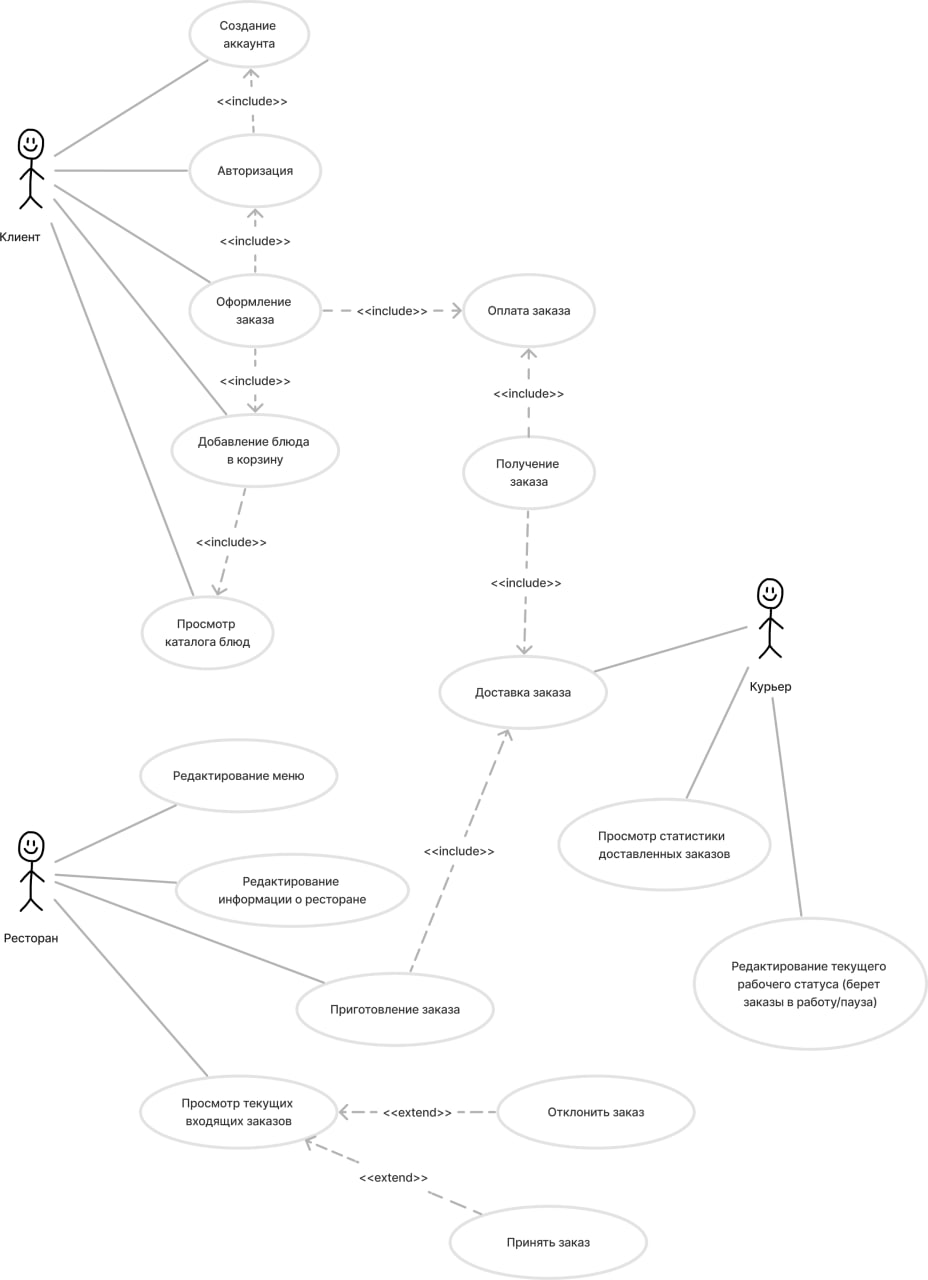 Создание
аккаунта
<<include>>
Авторизация
Клиент
<<include>>
Оформление
заказа
<<include>>
Оплата заказа
<<include>>
<<include>>
Добавление блюда
в корзину
Получение
заказа
<<include>>
<<include>>
Просмотр
каталога блюд
Курьер
Доставка заказа
Редактирование меню
Просмотр статистики
доставленных заказов
<<include>>
Редактирование
информации о ресторане
Ресторан
Редактирование текущего
рабочего статуса (берет
заказы в работу/пауза)
Приготовление заказа
Просмотр текущих
входящих заказов
<<extend>>
Отклонить заказ
<<extend>>
Принять заказ